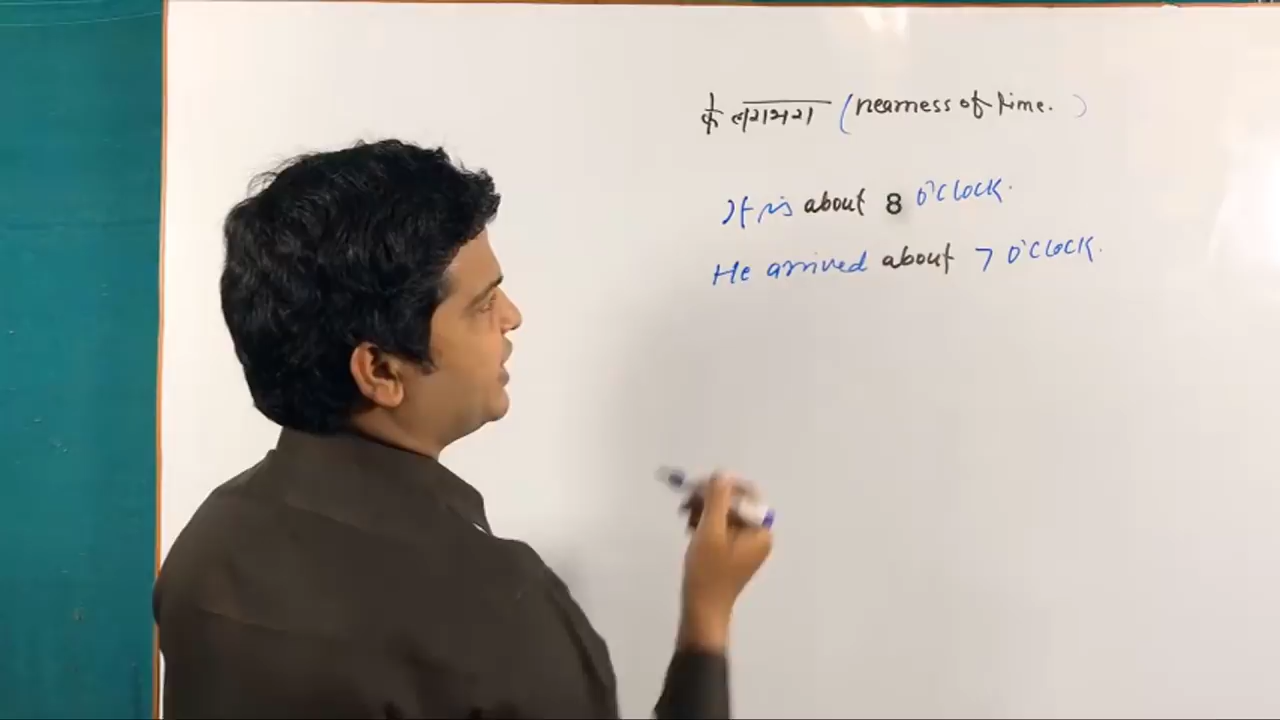 के लगभग (nearness of time. )
It is about 8 o'clock.
He arrived about 7 o'clock.